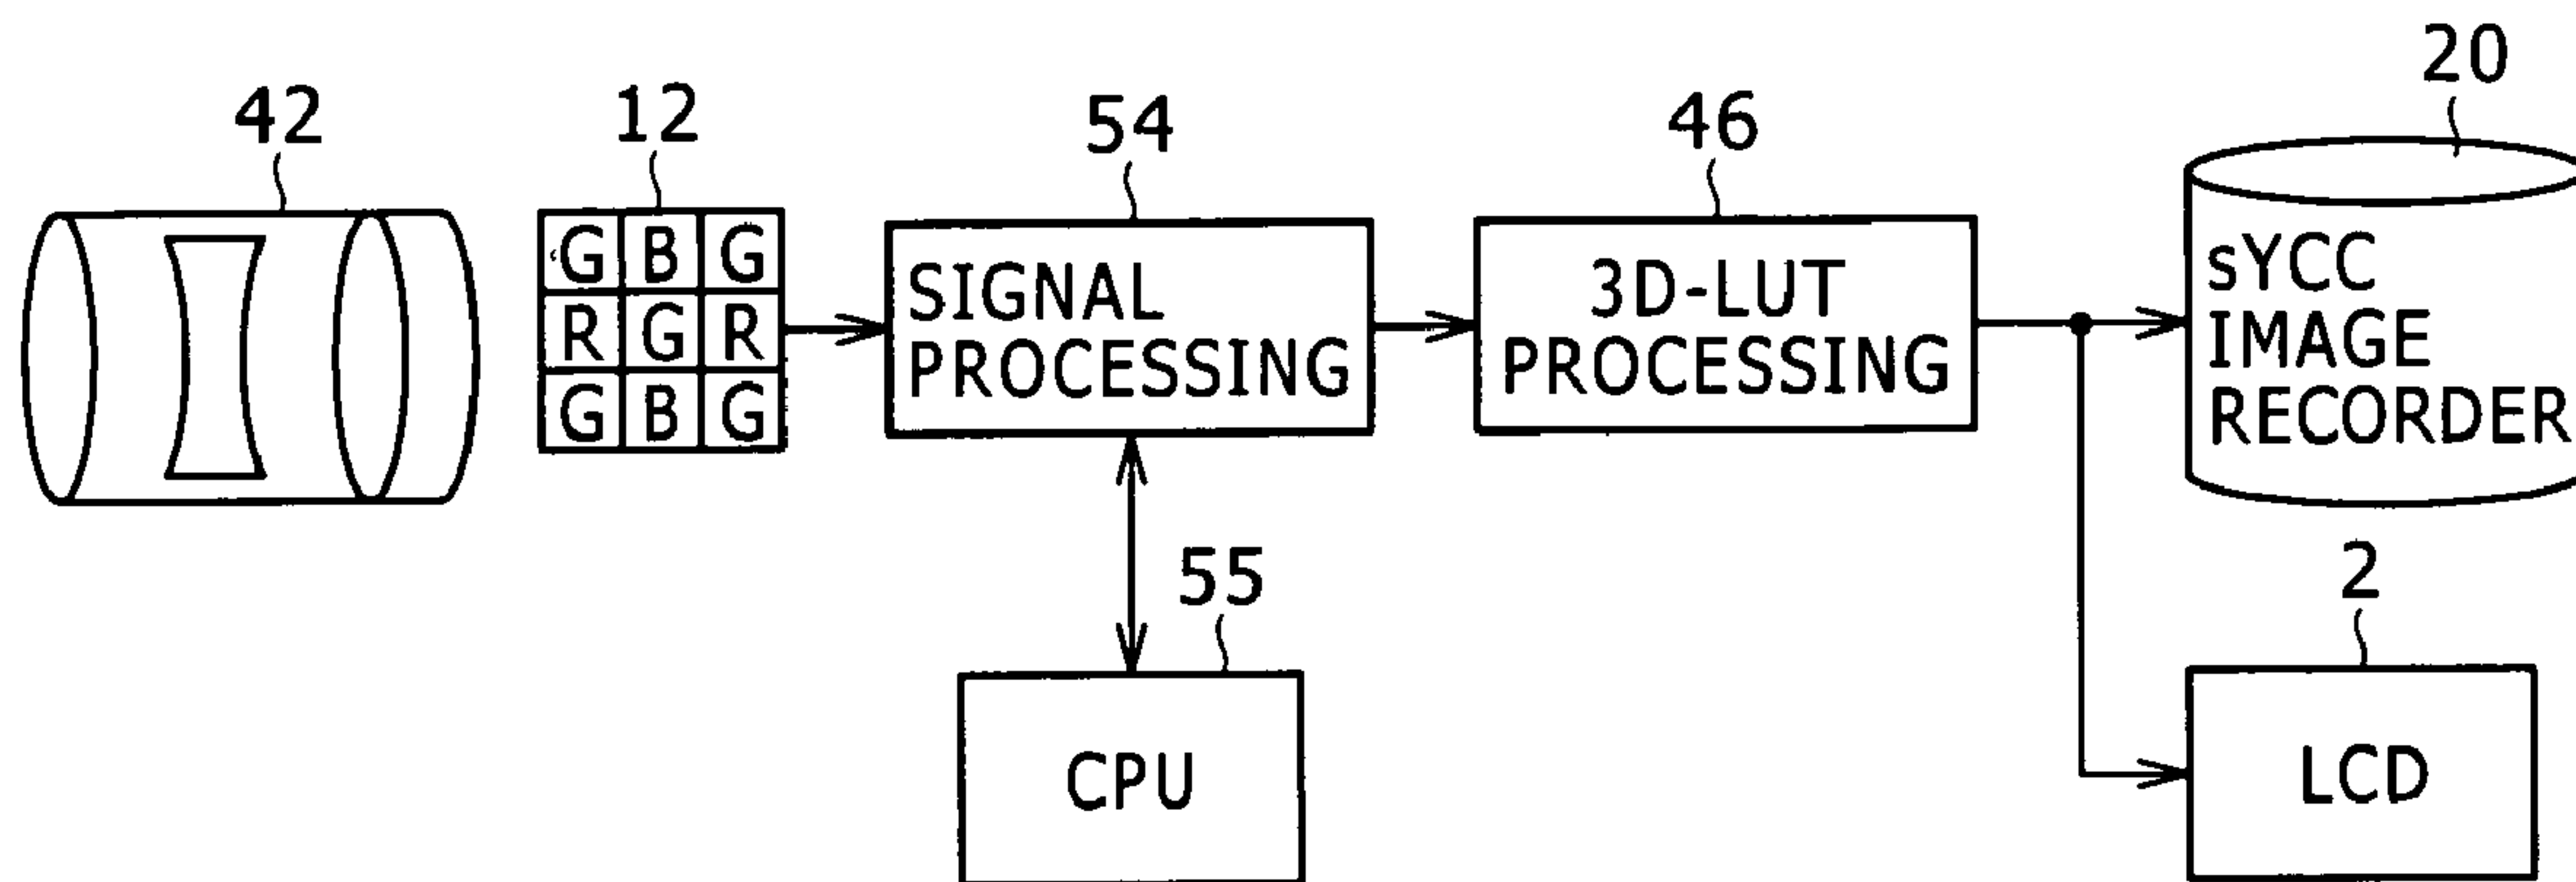 42
12
54
46
20
G B G
R G R
G B G
SIGNAL
PROCESSING
3D-LUT
PROCESSING
sYCC
IMAGE
RECORDER
55
CPU
2
LCD